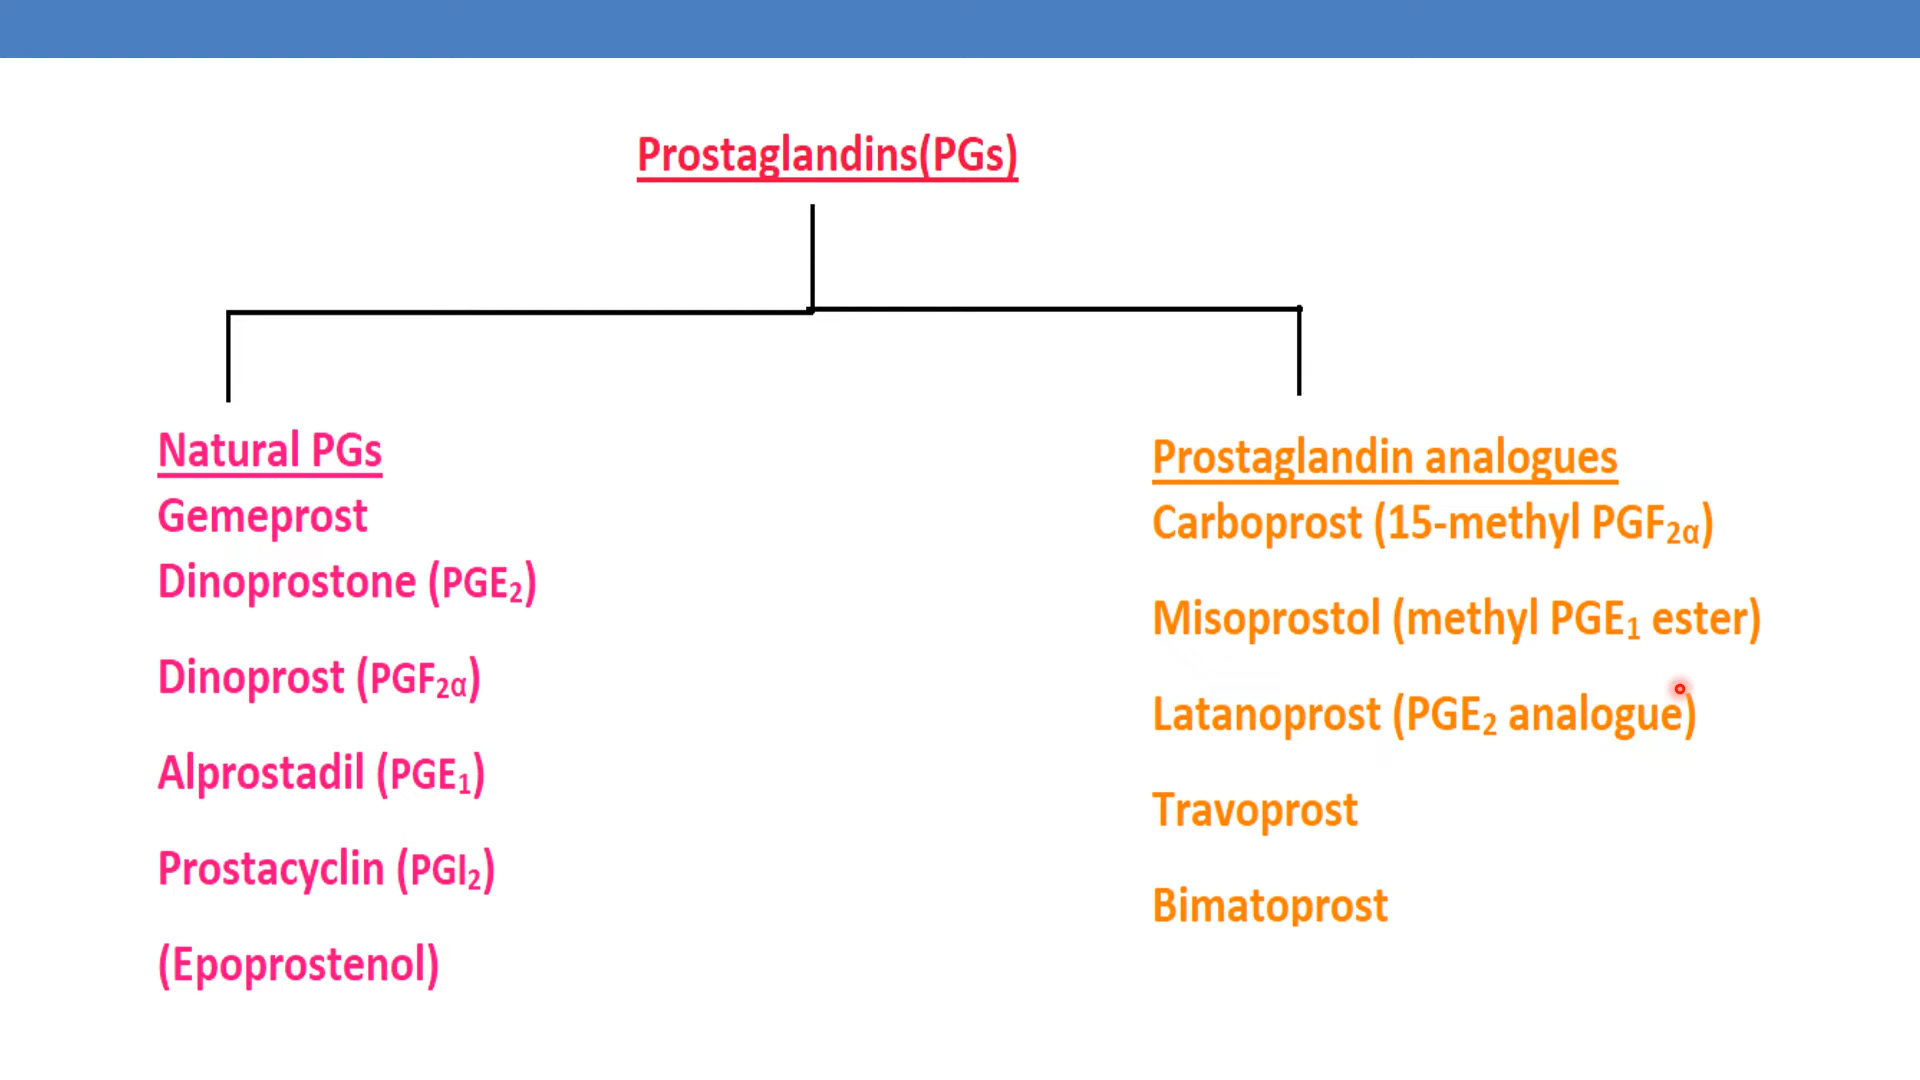 Prostaglandins(PGs)
Natural PGs
Gemeprost
Dinoprostone (PGE₂)
Dinoprost (PGF₂α)
Alprostadil (PGE₁)
Prostacyclin (PGI₂)
(Epoprostenol)
Prostaglandin analogues
Carboprost (15-methyl PGF₂α)
Misoprostol (methyl PGE₁ ester)
Latanoprost (PGE₂ analogue)
Travoprost
Bimatoprost